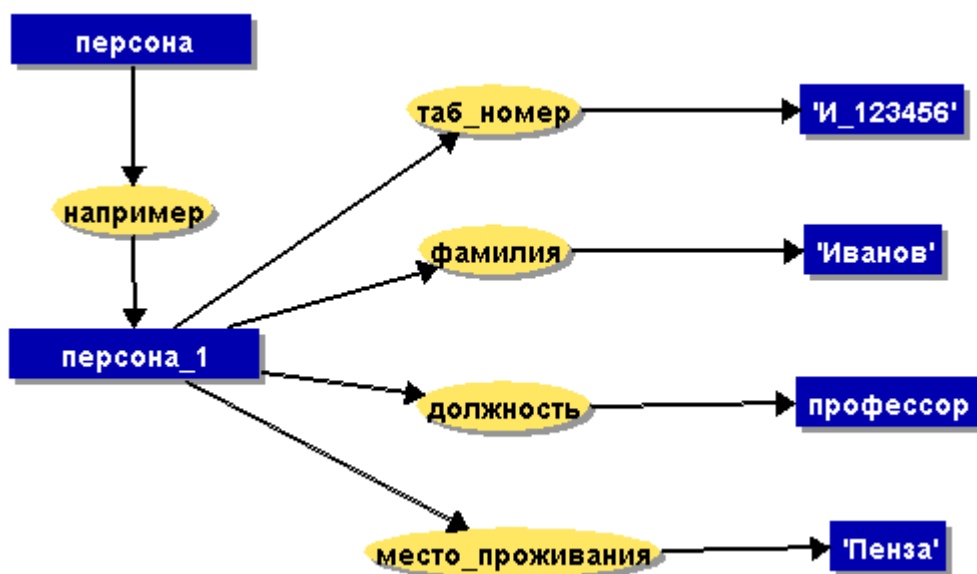 персона
таб_номер
'И_123456'
например
фамилия
'Иванов'
персона_1
должность
профессор
место_проживания
'Пенза'